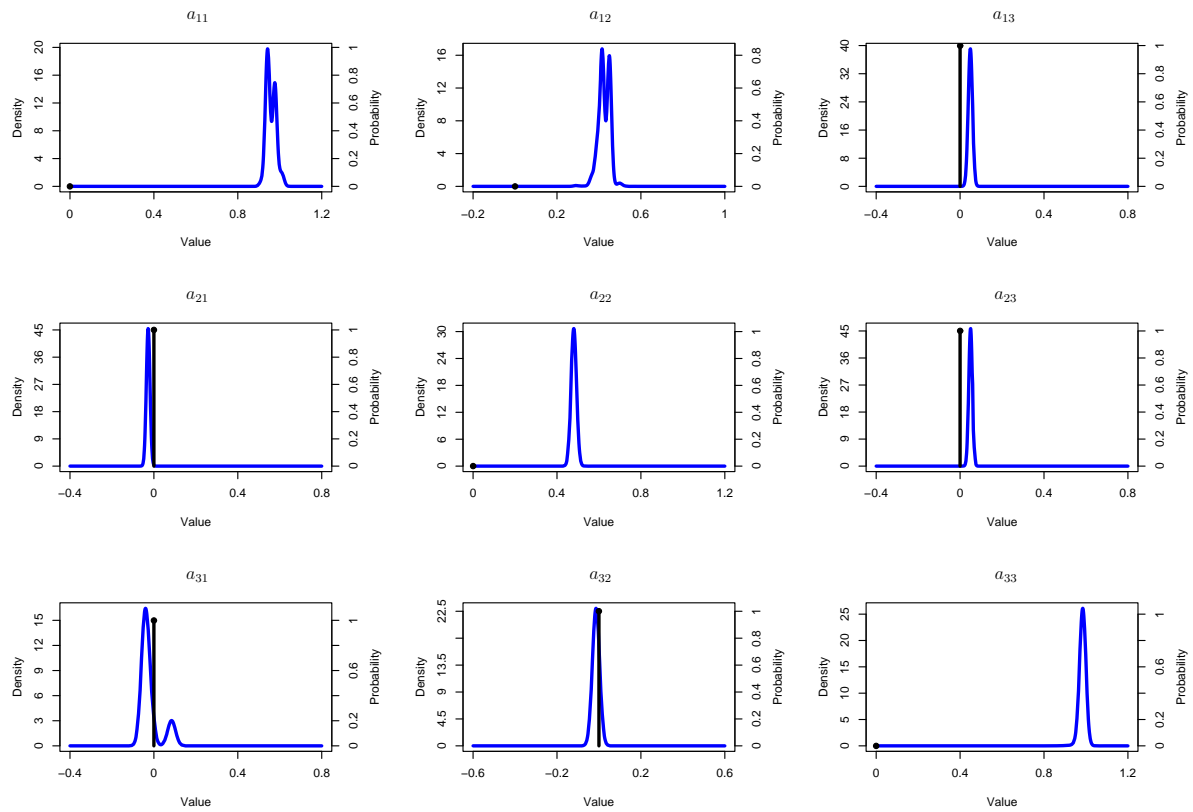 a₁₁
Density
0 4 8 12 16 20
Probability
0 0.2 0.4 0.6 0.8 1
0 0.4 0.8 1.2
Value
a₁₂
Density
0 4 8 12 16
Probability
0 0.2 0.4 0.6 0.8
−0.2 0.2 0.6 1
Value
a₁₃
Density
0 8 16 24 32 40
Probability
0 0.2 0.4 0.6 0.8 1
−0.4 0 0.4 0.8
Value
a₂₁
Density
0 9 18 27 36 45
Probability
0 0.2 0.4 0.6 0.8 1
−0.4 0 0.4 0.8
Value
a₂₂
Density
0 6 12 18 24 30
Probability
0 0.2 0.4 0.6 0.8 1
0 0.4 0.8 1.2
Value
a₂₃
Density
0 9 18 27 36 45
Probability
0 0.2 0.4 0.6 0.8 1
−0.4 0 0.4 0.8
Value
a₃₁
Density
0 3 6 9 12 15
Probability
0 0.2 0.4 0.6 0.8 1
−0.4 0 0.4 0.8
Value
a₃₂
Density
0 4.5 9 13.5 22.5
Probability
0 0.2 0.4 0.6 0.8 1
−0.6 −0.2 0.2 0.6
Value
a₃₃
Density
0 5 10 15 20 25
Probability
0 0.2 0.6 1
0 0.4 0.8 1.2
Value